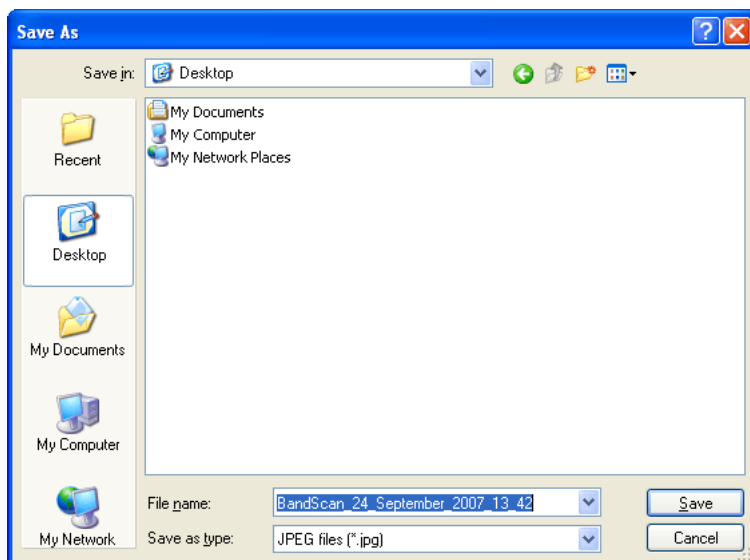 Save As
Save in: Desktop
My Documents
My Computer
My Network Places
Recent
Desktop
My Documents
My Computer
My Network
File name: BandScan_24_September_2007_13_42 Save
Save as type: JPEG files (*.jpg) Cancel